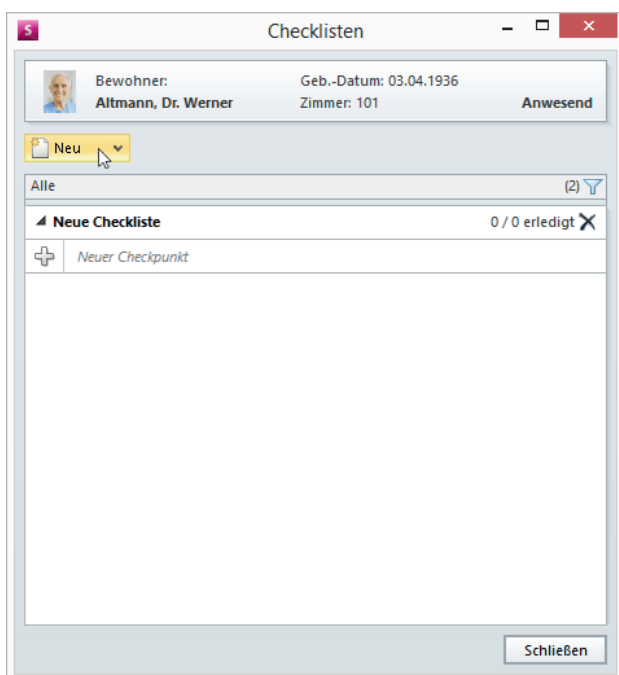 S
Checklisten
Bewohner: Geb.-Datum: 03.04.1936
Altmann, Dr. Werner Zimmer: 101 Anwesend
Neu
Alle (2)
Neue Checkliste 0 / 0 erledigt
Neuer Checkpunkt
Schließen